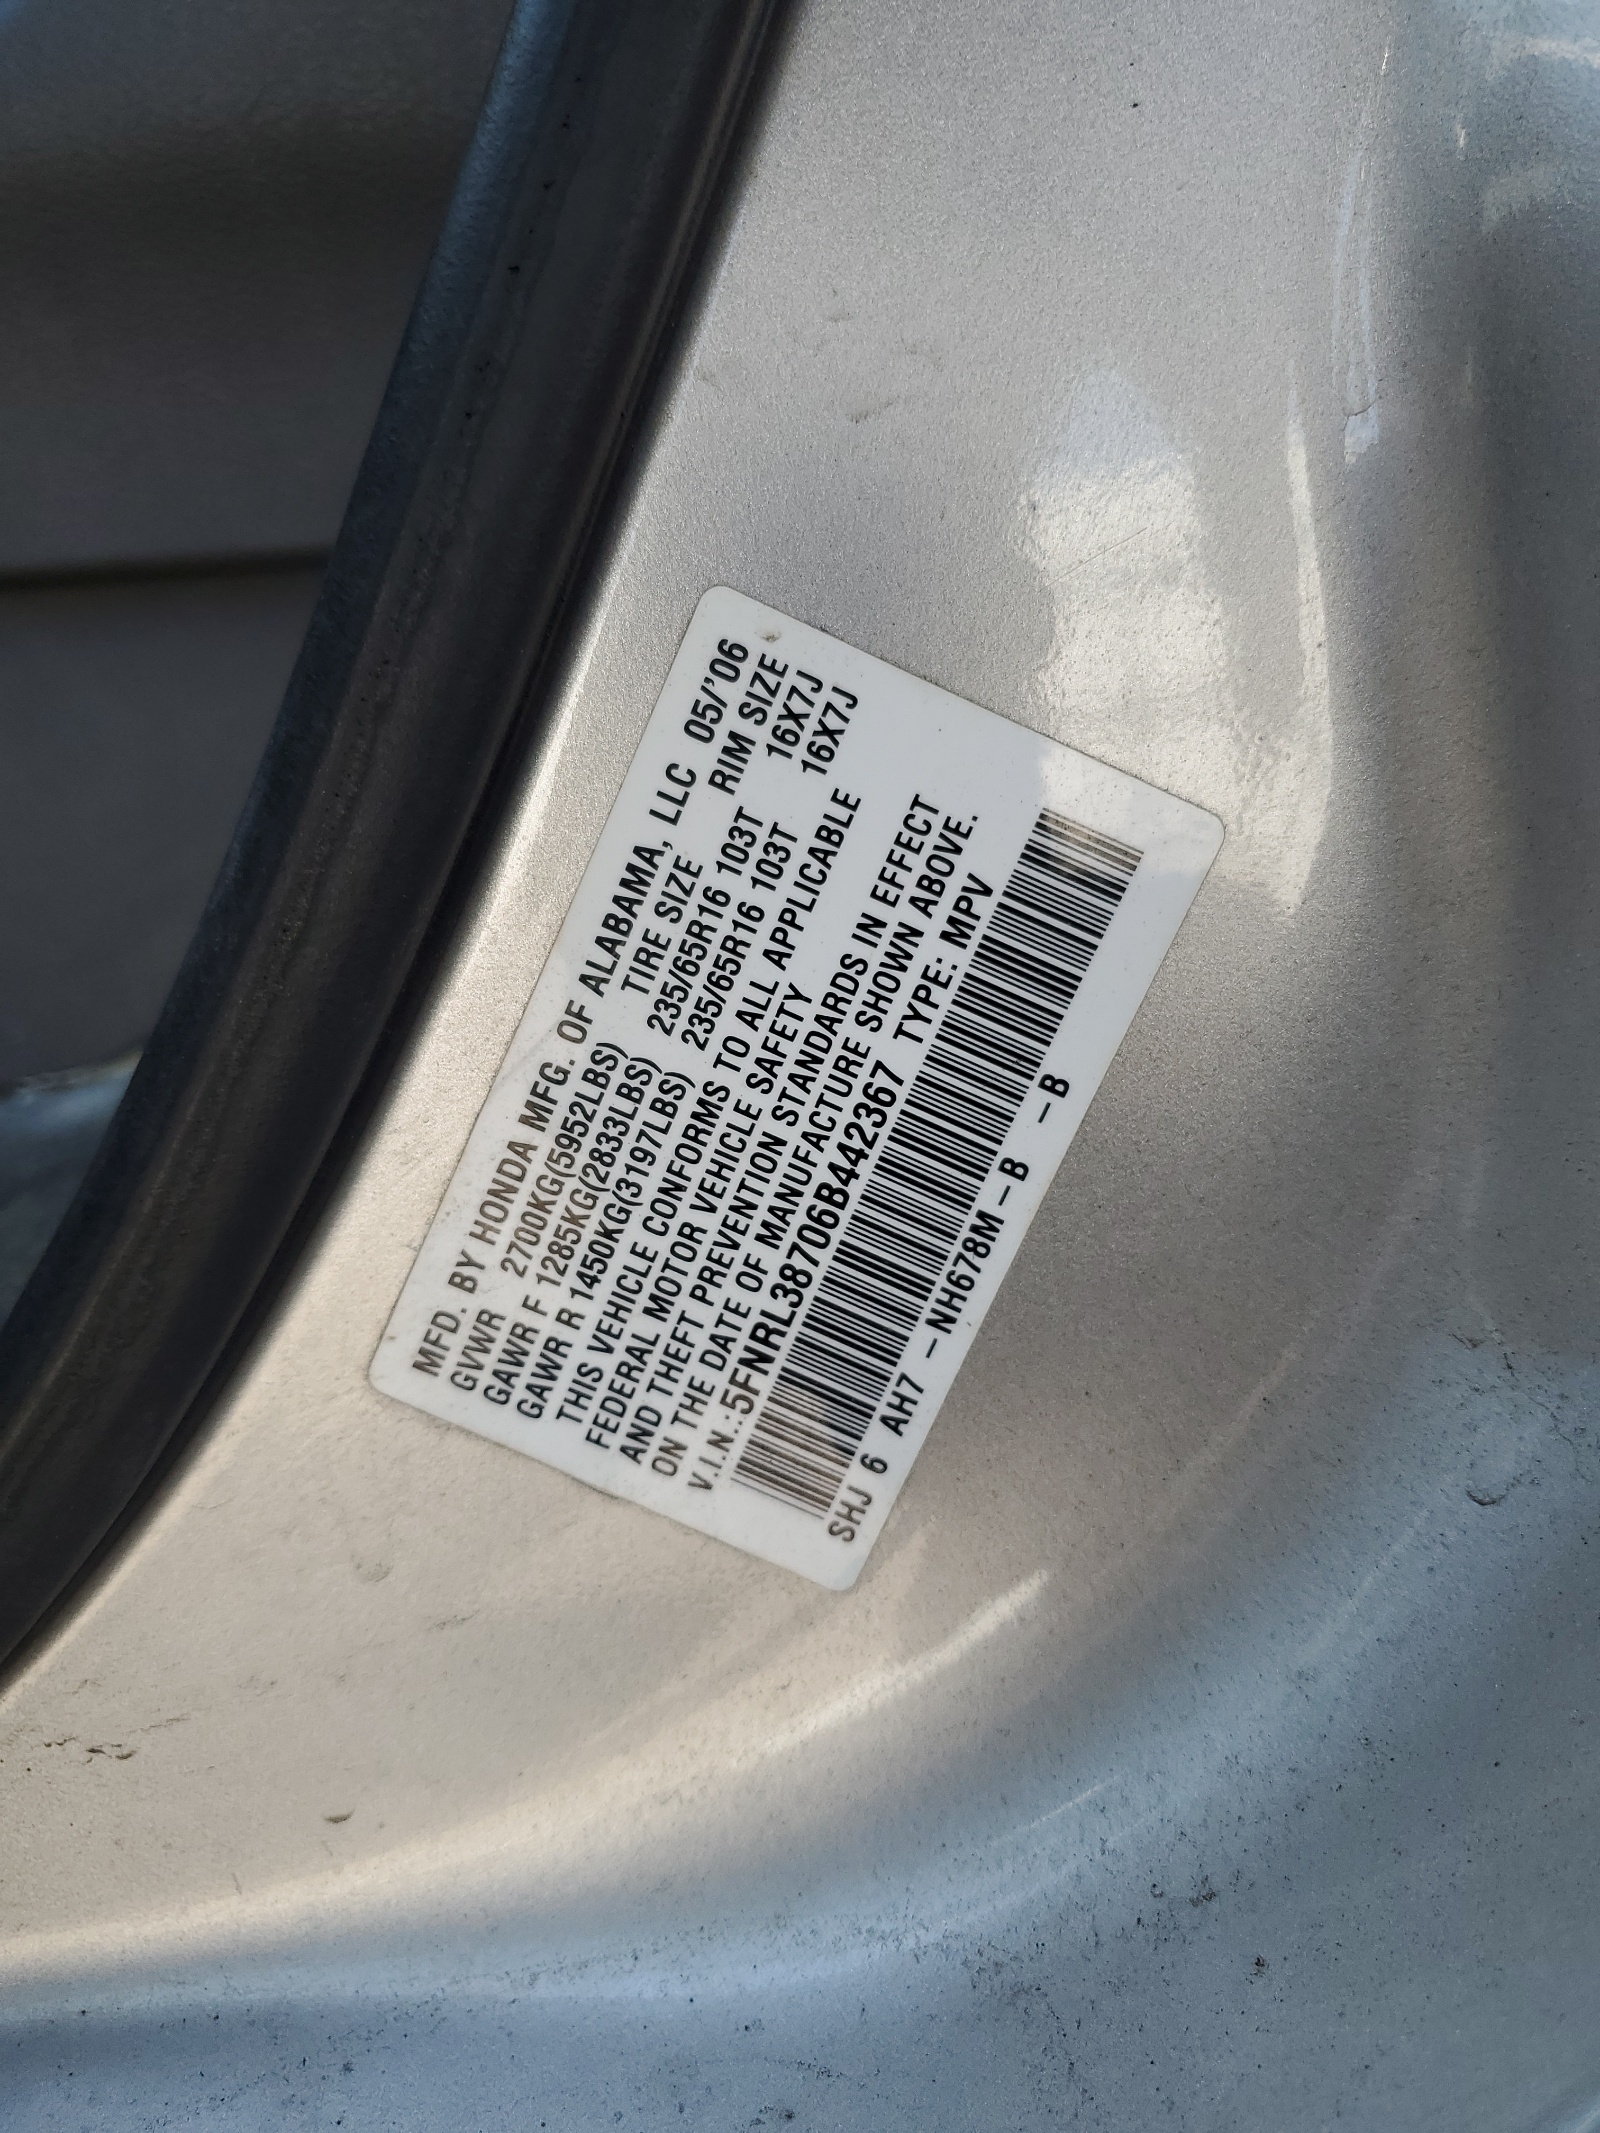 MFD. BY HONDA MFG. OF ALABAMA, LLC 05/'06
GVWR 2700KG(5952LBS) TIRE SIZE RIM SIZE
GAWR F 1285KG(2833LBS) 235/65R16 103T 16X7J
GAWR R 1450KG(3197LBS) 235/65R16 103T 16X7J
THIS VEHICLE CONFORMS TO ALL APPLICABLE
FEDERAL MOTOR VEHICLE SAFETY
AND THEFT PREVENTION STANDARDS IN EFFECT
ON THE DATE OF MANUFACTURE SHOWN ABOVE.
V.I.N.:5FNRL38706B442367 TYPE: MPV
SHJ 6 AH7 -NH678M-B -B